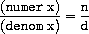 (numer x) = n
(denom x) d